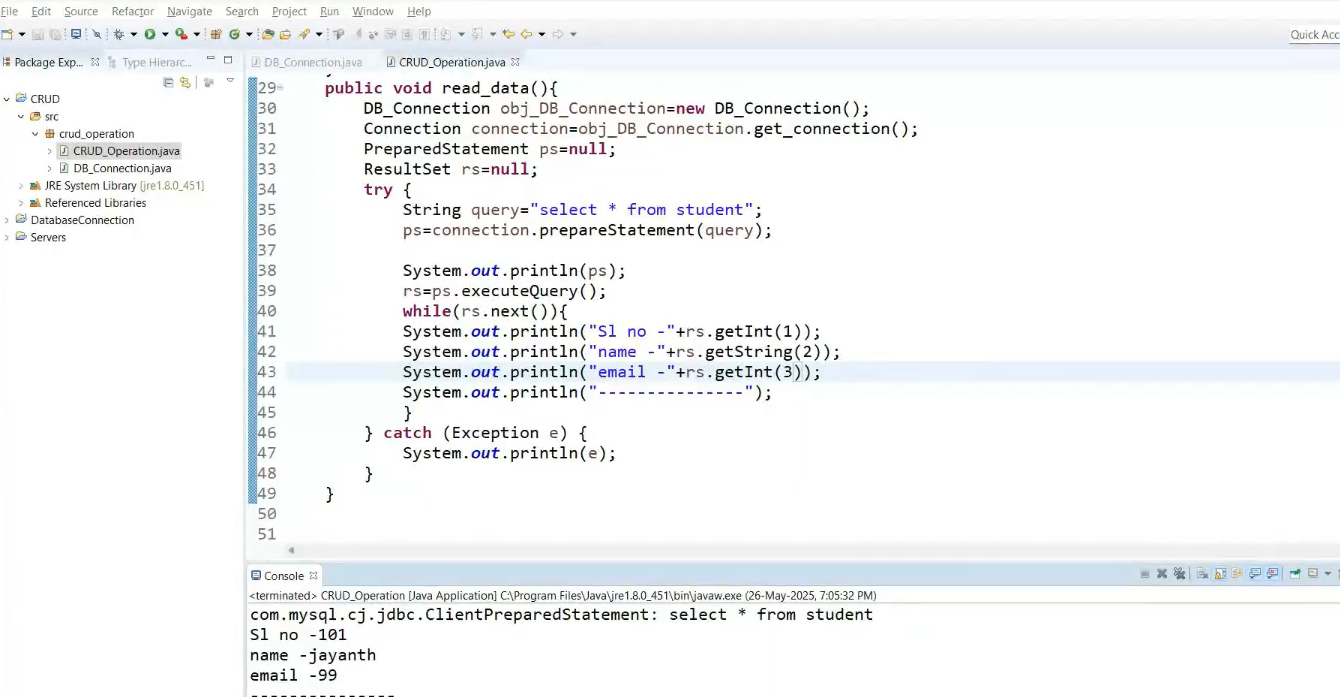 File Edit Source Refactor Navigate Search Project Run Window Help
Quick Acc
Package Exp... Type Hierarc...
CRUD
src
crud_operation
CRUD_Operation.java
DB_Connection.java
JRE System Library [jre1.8.0_451]
Referenced Libraries
DatabaseConnection
Servers
DB_Connection.java CRUD_Operation.java
29 public void read_data(){
30 DB_Connection obj_DB_Connection=new DB_Connection();
31 Connection connection=obj_DB_Connection.get_connection();
32 PreparedStatement ps=null;
33 ResultSet rs=null;
34 try {
35 String query="select * from student";
36 ps=connection.prepareStatement(query);
37
38 System.out.println(ps);
39 rs=ps.executeQuery();
40 while(rs.next()){
41 System.out.println("Sl no -"+rs.getInt(1));
42 System.out.println("name -"+rs.getString(2));
43 System.out.println("email -"+rs.getInt(3));
44 System.out.println("---------------");
45 }
46 } catch (Exception e) {
47 System.out.println(e);
48 }
49 }
50
51
Console
<terminated> CRUD_Operation [Java Application] C:\Program Files\Java\jre1.8.0_451\bin\javaw.exe (26-May-2025, 7:05:32 PM)
com.mysql.cj.jdbc.ClientPreparedStatement: select * from student
Sl no -101
name -jayanth
email -99
---------------